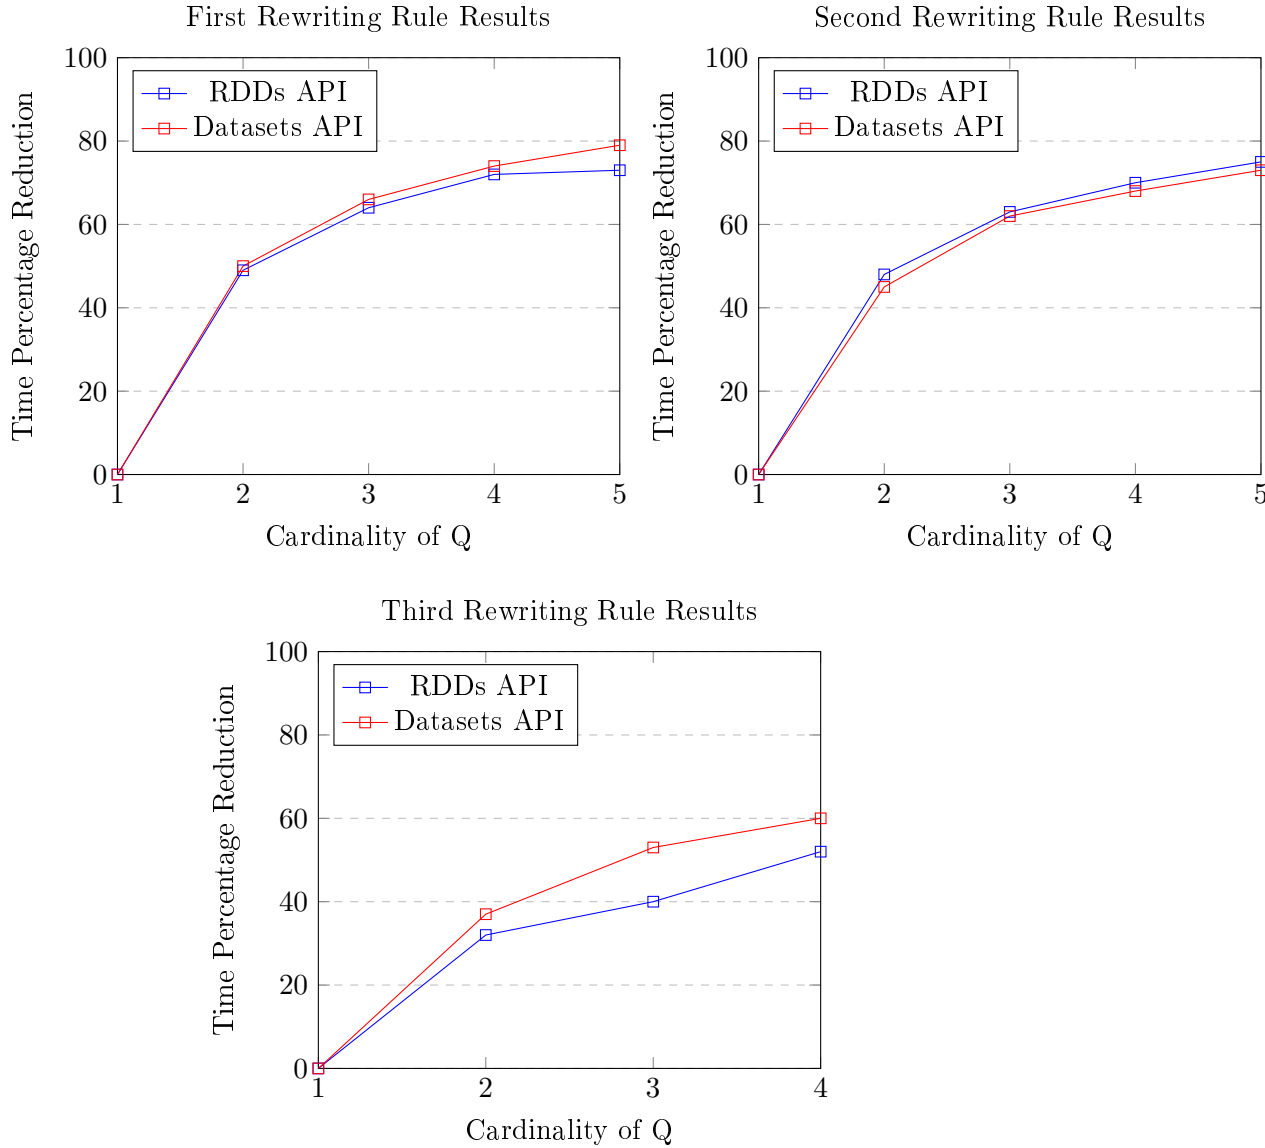 First Rewriting Rule Results
100
80
60
40
20
0
1 2 3 4 5
Time Percentage Reduction
Cardinality of Q
RDDs API
Datasets API
Second Rewriting Rule Results
100
80
60
40
20
0
1 2 3 4 5
Time Percentage Reduction
Cardinality of Q
RDDs API
Datasets API
Third Rewriting Rule Results
100
80
60
40
20
0
1 2 3 4
Time Percentage Reduction
Cardinality of Q
RDDs API
Datasets API